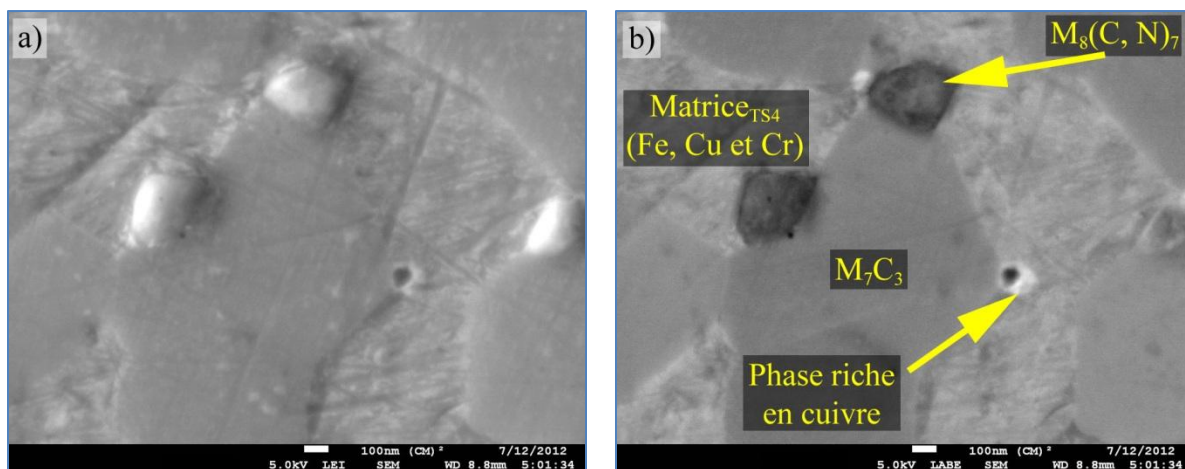 a)
100nm (CM)²
7/12/2012
5.0kV LEI SEM WD 8.8mm 5:01:34
b)
M₈(C, N)₇
Matrice_TS4
(Fe, Cu et Cr)
M₇C₃
Phase riche
en cuivre
100nm (CM)²
7/12/2012
5.0kV LABE SEM WD 8.8mm 5:01:34